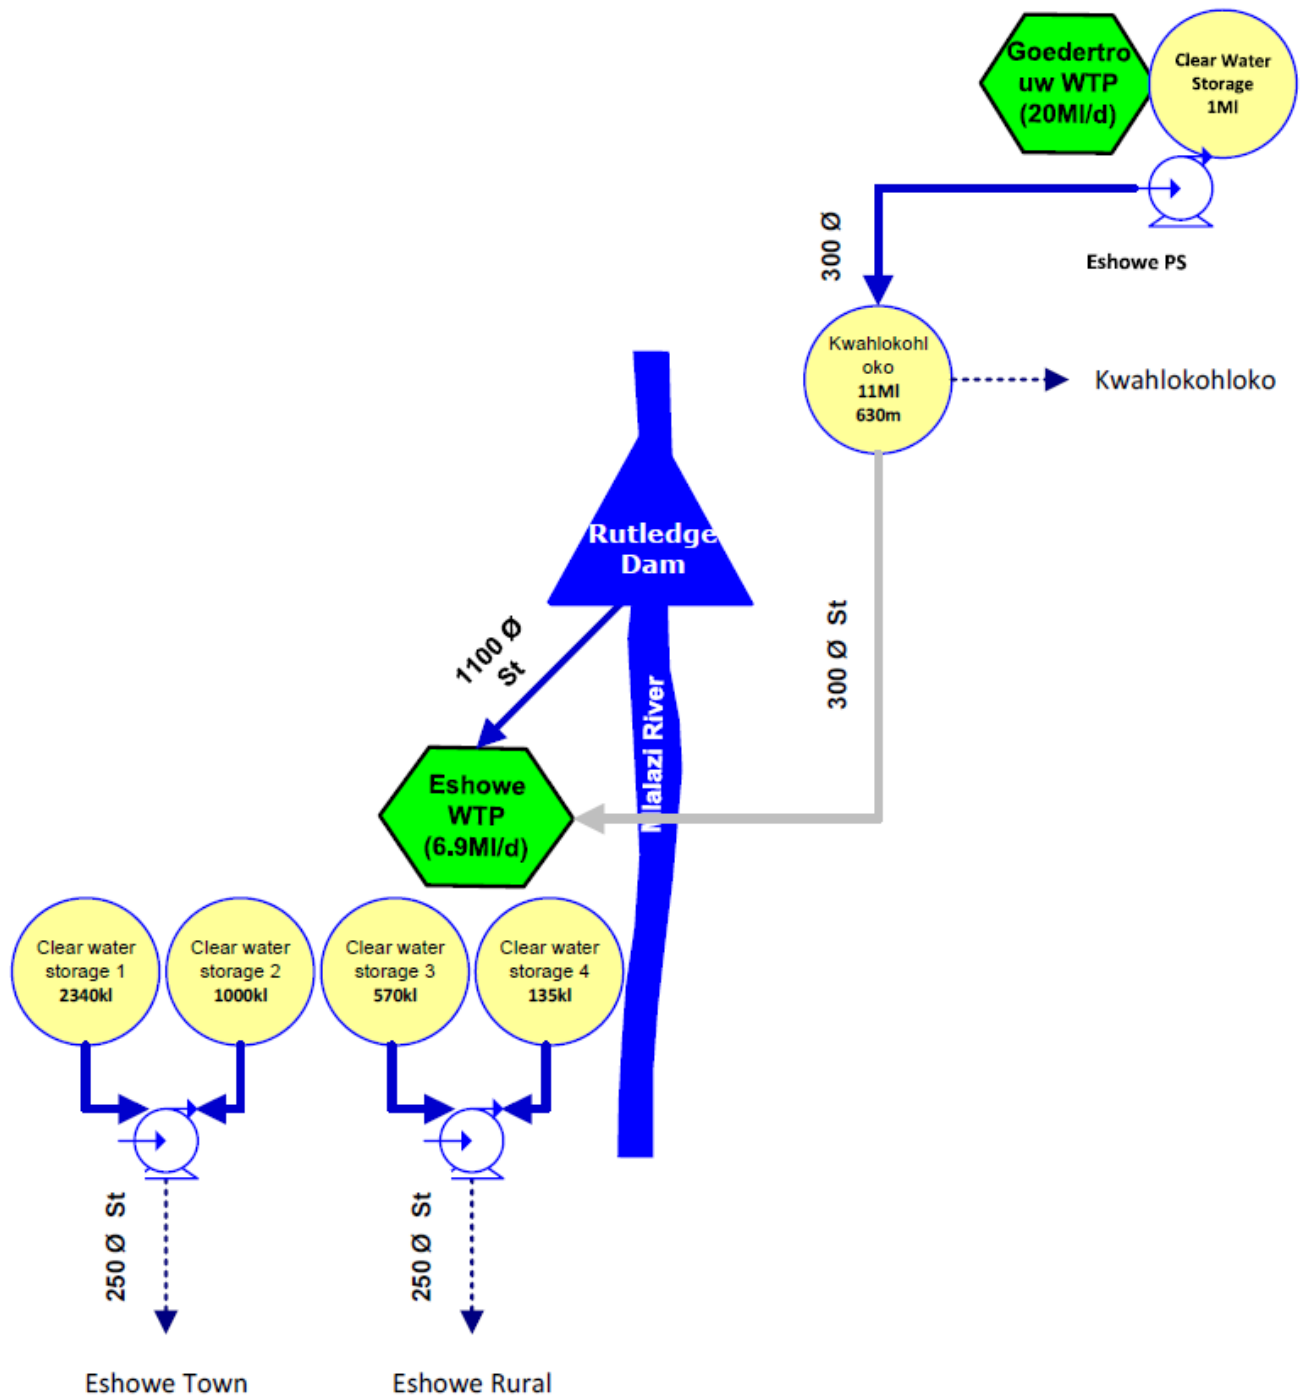 Goedertro
uw WTP
(20Ml/d)
Clear Water
Storage
1Ml
300 Ø
Eshowe PS
Kwahlokohl
oko
11Ml
630m
Kwahlokohloko
Rutledge
Dam
1100 Ø
St
300 Ø  St
Mlalazi River
Eshowe
WTP
(6.9Ml/d)
Clear water
storage 1
2340kl
Clear water
storage 2
1000kl
Clear water
storage 3
570kl
Clear water
storage 4
135kl
250 Ø  St
250 Ø  St
Eshowe Town
Eshowe Rural